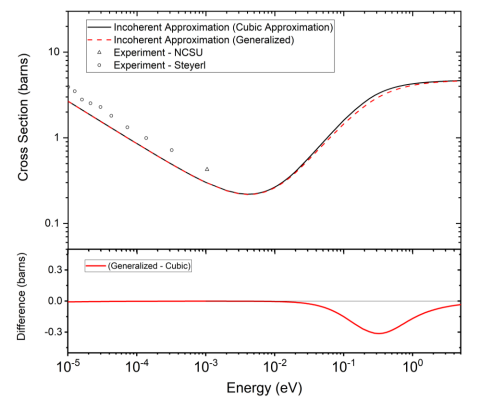 Incoherent Approximation (Cubic Approximation)
Incoherent Approximation (Generalized)
Experiment - NCSU
Experiment - Steyerl
10
1
0.1
Cross Section (barns)
(Generalized - Cubic)
0.3
0.0
-0.3
Difference (barns)
10⁻⁵ 10⁻⁴ 10⁻³ 10⁻² 10⁻¹ 10⁰
Energy (eV)